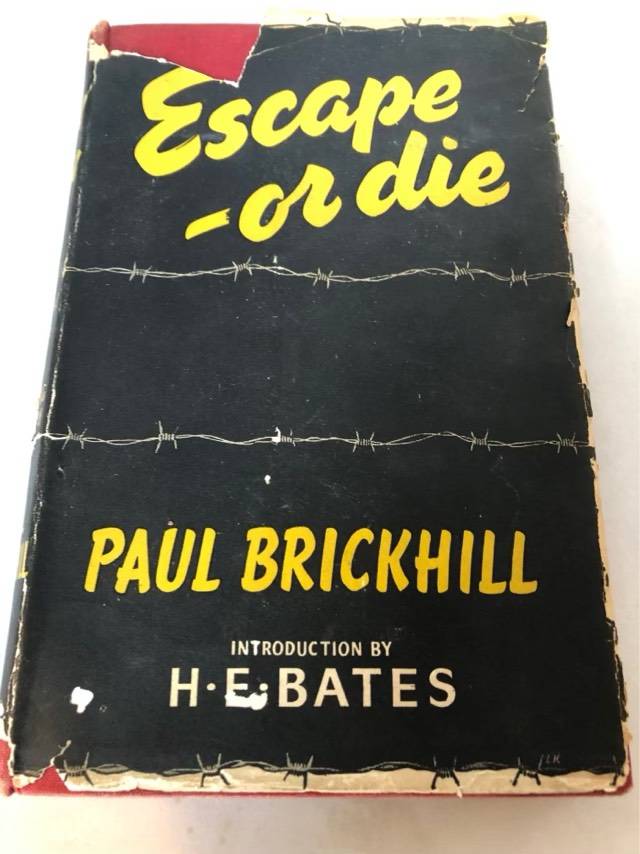 Escape
-or die
PAUL BRICKHILL
INTRODUCTION BY
H·E·BATES